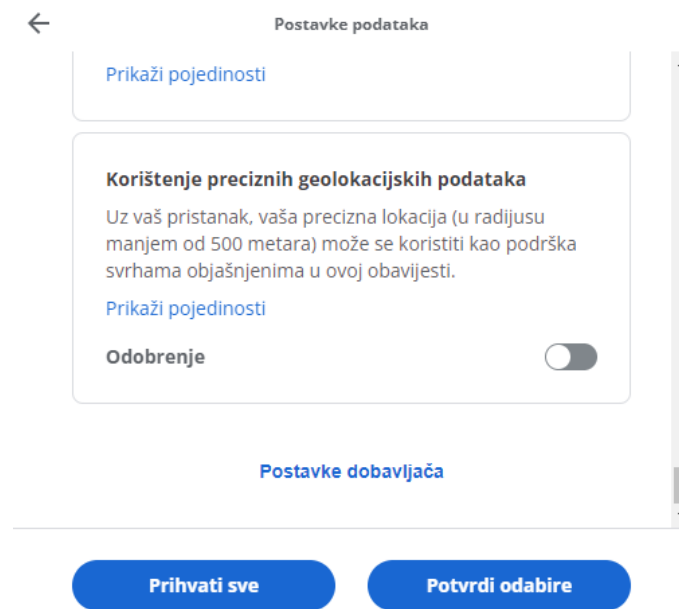 Postavke podataka
Prikaži pojedinosti
Korištenje preciznih geolokacijskih podataka
Uz vaš pristanak, vaša precizna lokacija (u radijusu
manjem od 500 metara) može se koristiti kao podrška
svrhama objašnjenima u ovoj obavijesti.
Prikaži pojedinosti
Odobrenje
Postavke dobavljača
Prihvati sve
Potvrdi odabire